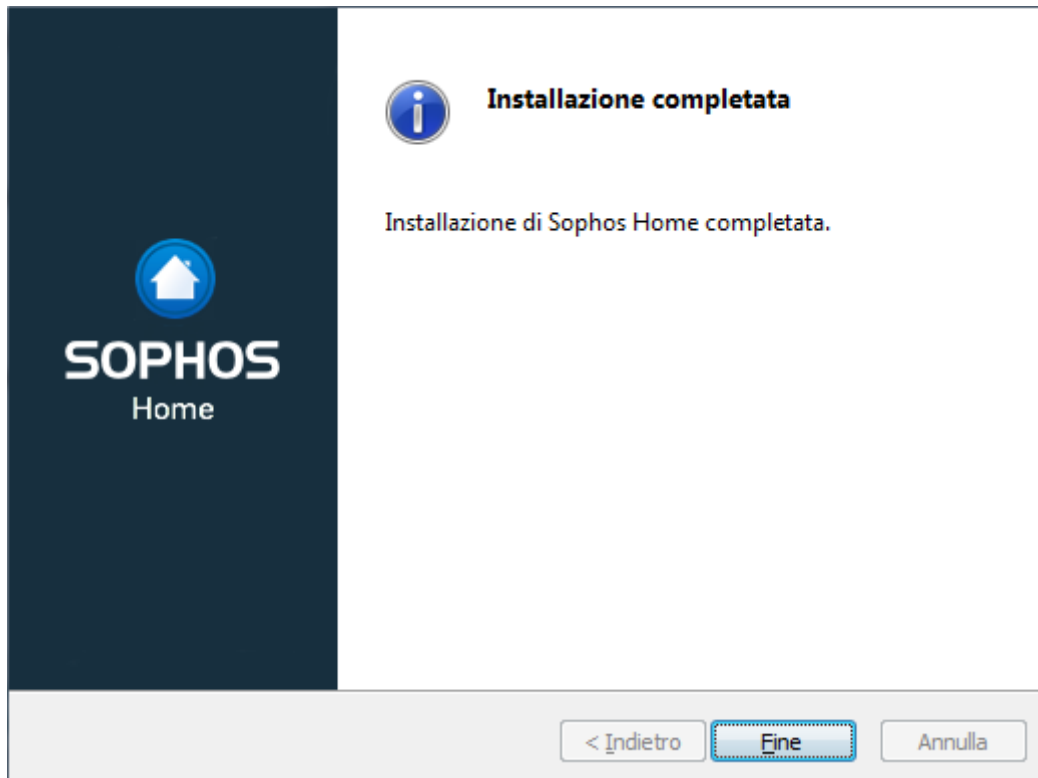 Installazione completata
Installazione di Sophos Home completata.
SOPHOS
Home
< Indietro
Fine
Annulla